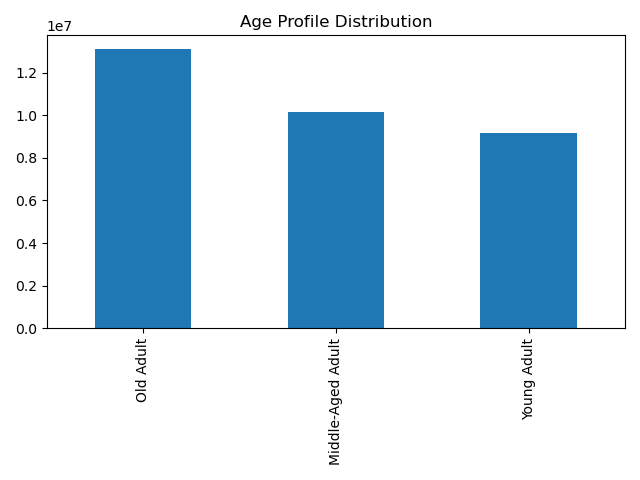 Age Profile Distribution
1e7
1.2
1.0
0.8
0.6
0.4
0.2
0.0
Old Adult
Middle-Aged Adult
Young Adult